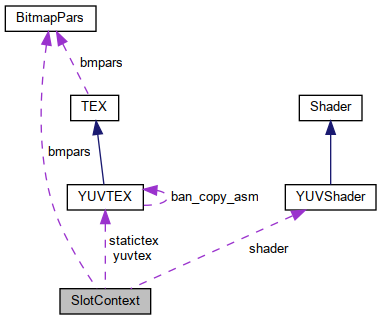 BitmapPars
bmpars
TEX
Shader
bmpars
YUVTEX
ban_copy_asm
YUVShader
statictex
yuvtex
shader
SlotContext